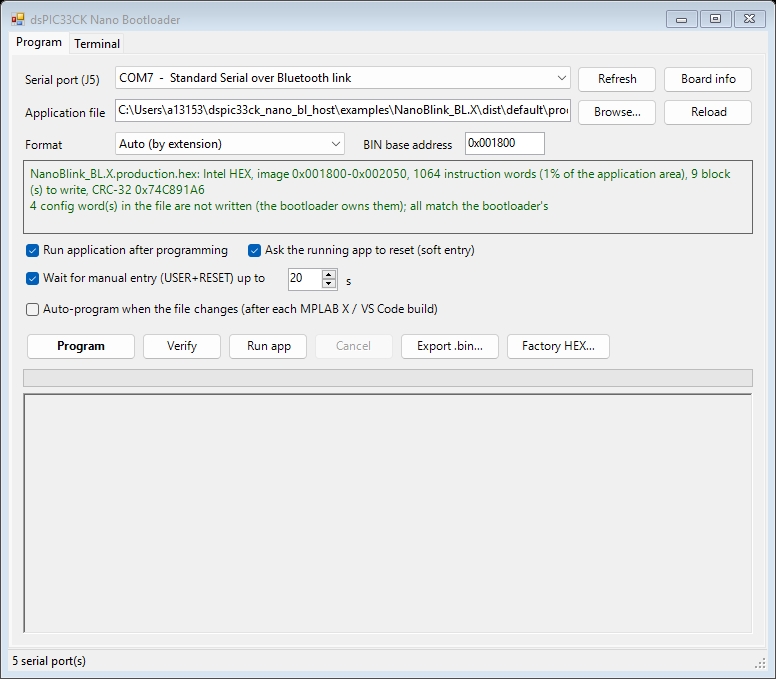 dsPIC33CK Nano Bootloader
Program Terminal
Serial port (J5) COM7 - Standard Serial over Bluetooth link Refresh Board info
Application file C:\Users\a13153\dspic33ck_nano_bl_host\examples\NanoBlink_BL.X\dist\default\pro Browse... Reload
Format Auto (by extension) BIN base address 0x001800
NanoBlink_BL.X.production.hex: Intel HEX, image 0x001800-0x002050, 1064 instruction words (1% of the application area), 9 block
(s) to write, CRC-32 0x74C891A6
4 config word(s) in the file are not written (the bootloader owns them); all match the bootloader's
Run application after programming Ask the running app to reset (soft entry)
Wait for manual entry (USER+RESET) up to 20 s
Auto-program when the file changes (after each MPLAB X / VS Code build)
Program Verify Run app Cancel Export .bin... Factory HEX...
5 serial port(s)